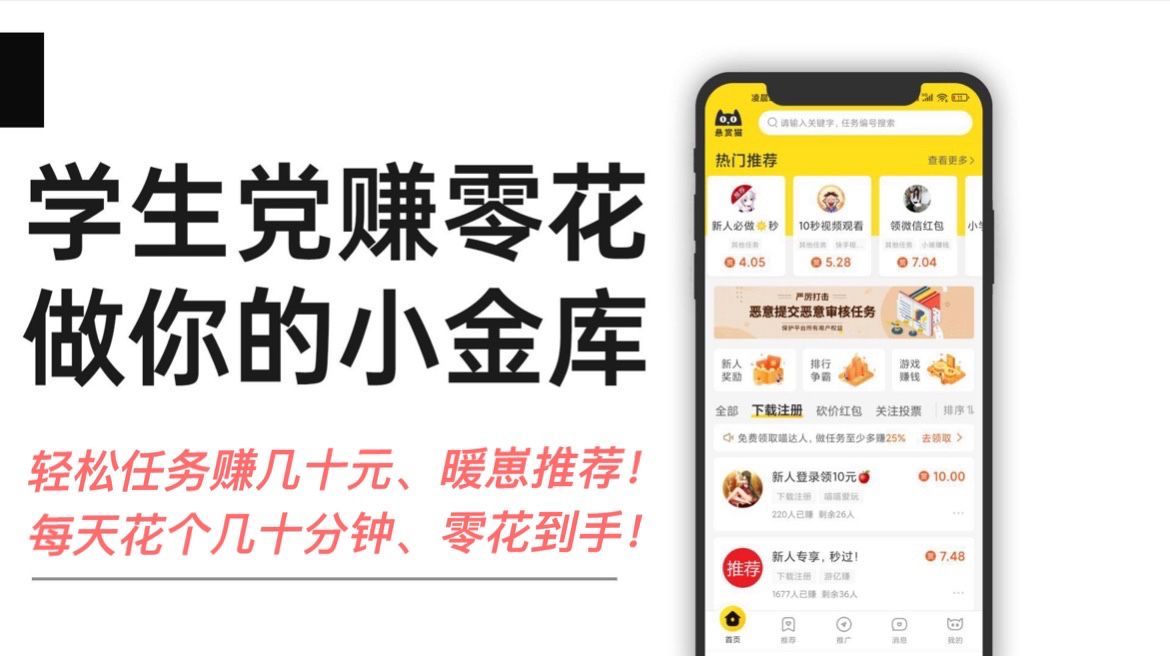 学生党赚零花
做你的小金库
轻松任务赚几十元、暖崽推荐！
每天花个几十分钟、零花到手！
凌晨
悬赏猫
请输入关键字，任务编号搜索
热门推荐
查看更多>
新人必做 秒
10秒视频观看
领微信红包
其他任务
其他任务 快手极...
其他任务 小鹿赚钱
赏 4.05
赏 5.28
赏 7.04
严厉打击
恶意提交恶意审核任务
保护平台所有用户权益
新人奖励
排行争霸
游戏赚钱
全部 下载注册 砍价红包 关注投票 排序
免费领取喵达人，做任务至少多赚25% 去领取 >
新人登录领10元
赏 10.00
下载注册 喵喵爱玩
220人已赚 剩余26人
推荐
新人专享，秒过！
赏 7.48
下载注册 游亿赚
1677人已赚 剩余36人
首页 推荐 推广 消息 我的